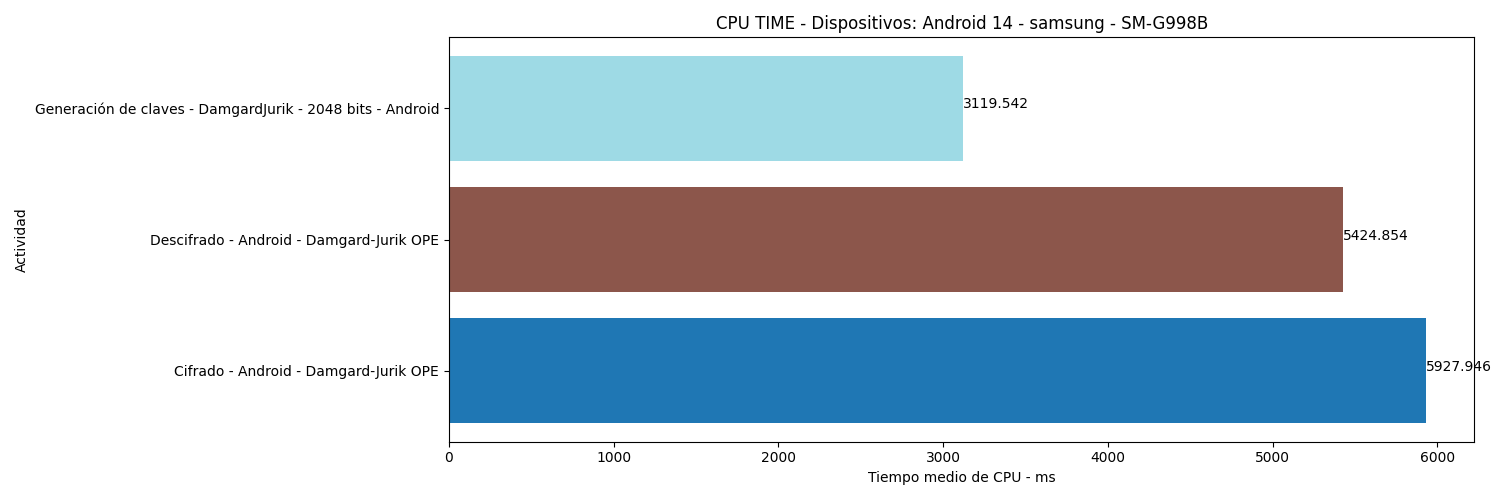 CPU TIME - Dispositivos: Android 14 - samsung - SM-G998B
Generación de claves - DamgardJurik - 2048 bits - Android
3119.542
Descifrado - Android - Damgard-Jurik OPE
5424.854
Cifrado - Android - Damgard-Jurik OPE
5927.946
Actividad
0 1000 2000 3000 4000 5000 6000
Tiempo medio de CPU - ms